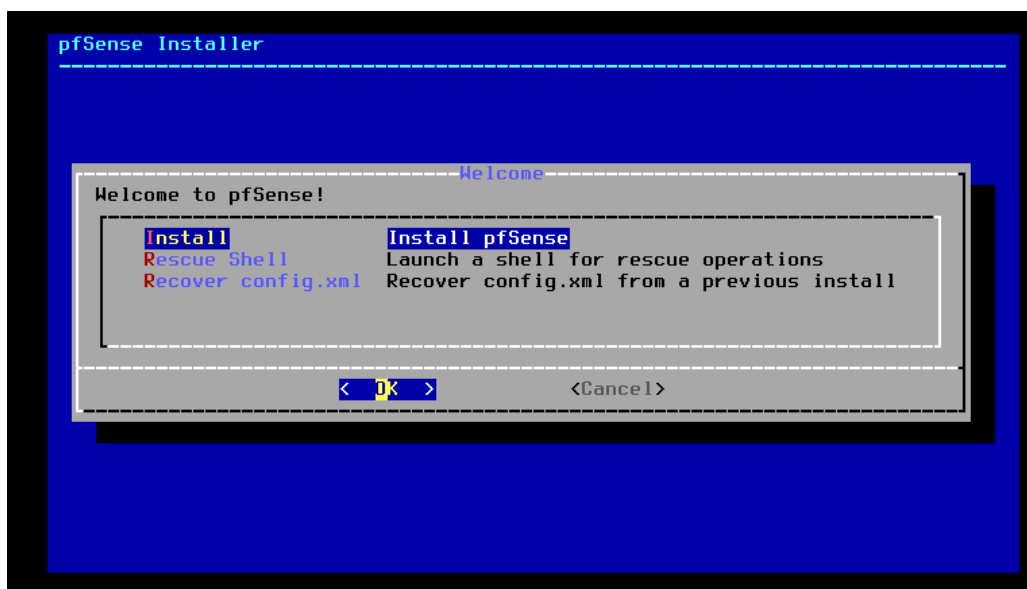 pfSense Installer
Welcome
Welcome to pfSense!
Install Install pfSense
Rescue Shell Launch a shell for rescue operations
Recover config.xml Recover config.xml from a previous install
< OK > <Cancel>